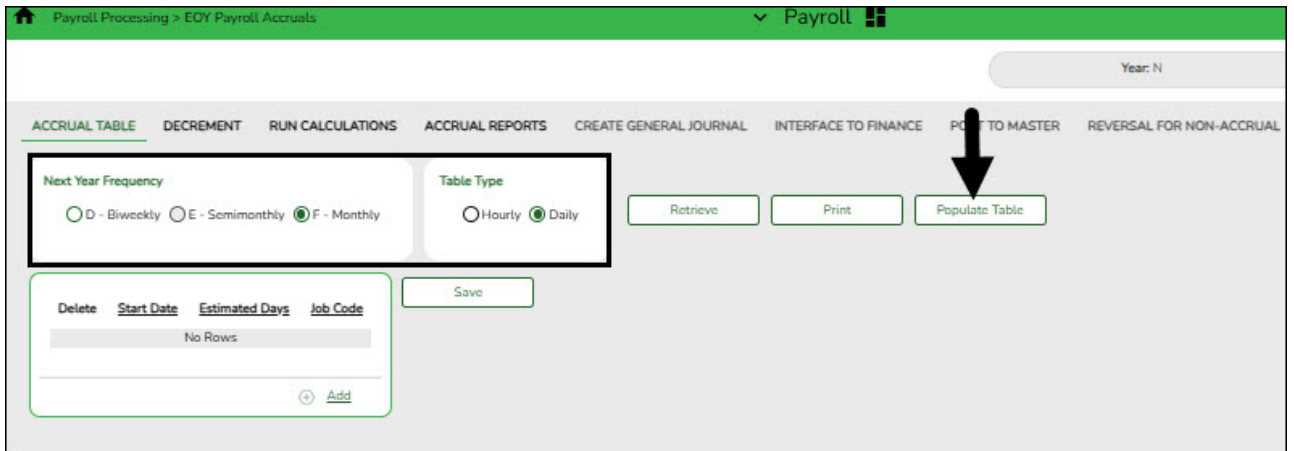 Payroll Processing > EOY Payroll Accruals
Payroll
Year: N
ACCRUAL TABLE DECREMENT RUN CALCULATIONS ACCRUAL REPORTS CREATE GENERAL JOURNAL INTERFACE TO FINANCE TO MASTER REVERSAL FOR NON-ACCRUAL
Next Year Frequency
D - Biweekly E - Semimonthly F - Monthly
Table Type
Hourly Daily
Retrieve
Print
Populate Table
Save
Delete Start Date Estimated Days Job Code
No Rows
Add